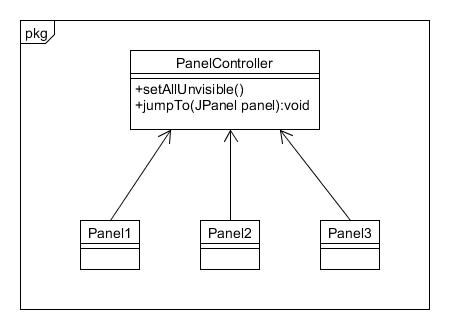 pkg
PanelController
+setAllUnvisible()
+jumpTo(JPanel panel):void
Panel1
Panel2
Panel3